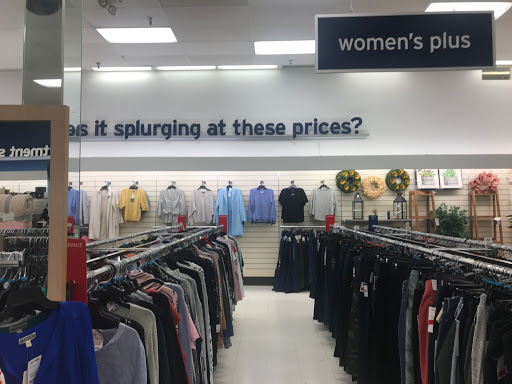 women's plus
as it splurging at these prices?